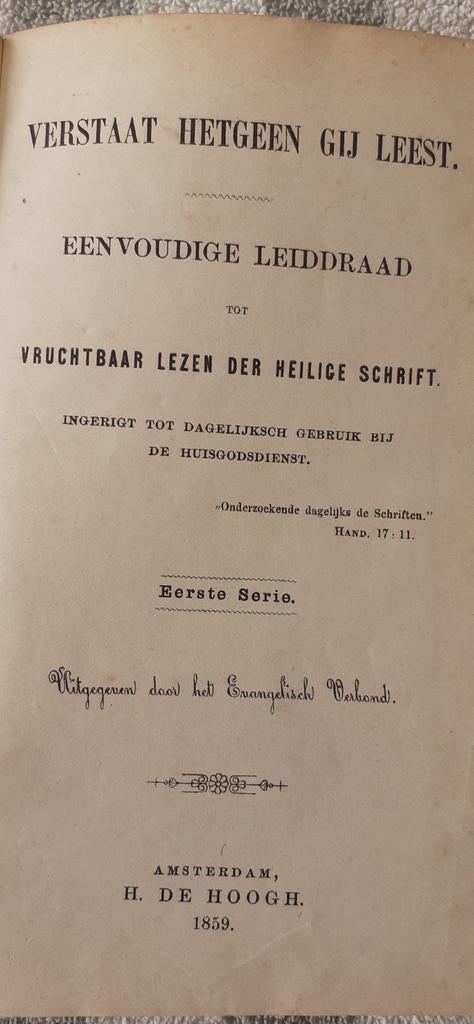 VERSTAAT HETGEEN GIJ LEEST.
EENVOUDIGE LEIDDRAAD
TOT
VRUCHTBAAR LEZEN DER HEILIGE SCHRIFT.
INGERIGT TOT DAGELIJKSCH GEBRUIK BIJ
DE HUISGODSDIENST.
„Onderzoekende dagelijks de Schriften.”
HAND. 17 : 11.
Eerste Serie.
Uitgegeven door het Evangelisch Verbond.
AMSTERDAM,
H. DE HOOGH.
1859.